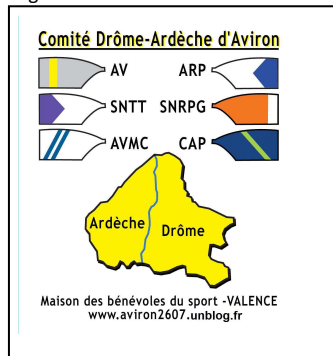 Comité Drôme-Ardèche d'Aviron
AV ARP
SNTT SNRPG
AVMC CAP
Ardèche Drôme
Maison des bénévoles du sport -VALENCE
www.aviron2607.unblog.fr